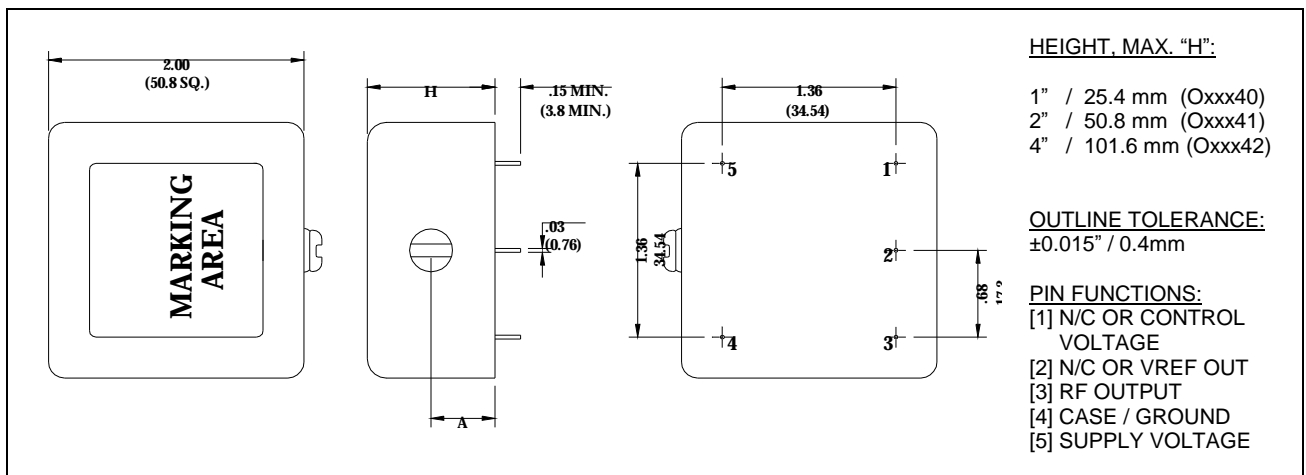 2.00
(50.8 SQ.)
MARKING
AREA
H
.15 MIN.
(3.8 MIN.)
.03
(0.76)
A
1.36
(34.54)
5
1
1.36
34.54
2
.68
4
3
HEIGHT, MAX. “H”:
1” / 25.4 mm (Oxxx40)
2” / 50.8 mm (Oxxx41)
4” / 101.6 mm (Oxxx42)
OUTLINE TOLERANCE:
±0.015” / 0.4mm
PIN FUNCTIONS:
[1] N/C OR CONTROL
VOLTAGE
[2] N/C OR VREF OUT
[3] RF OUTPUT
[4] CASE / GROUND
[5] SUPPLY VOLTAGE